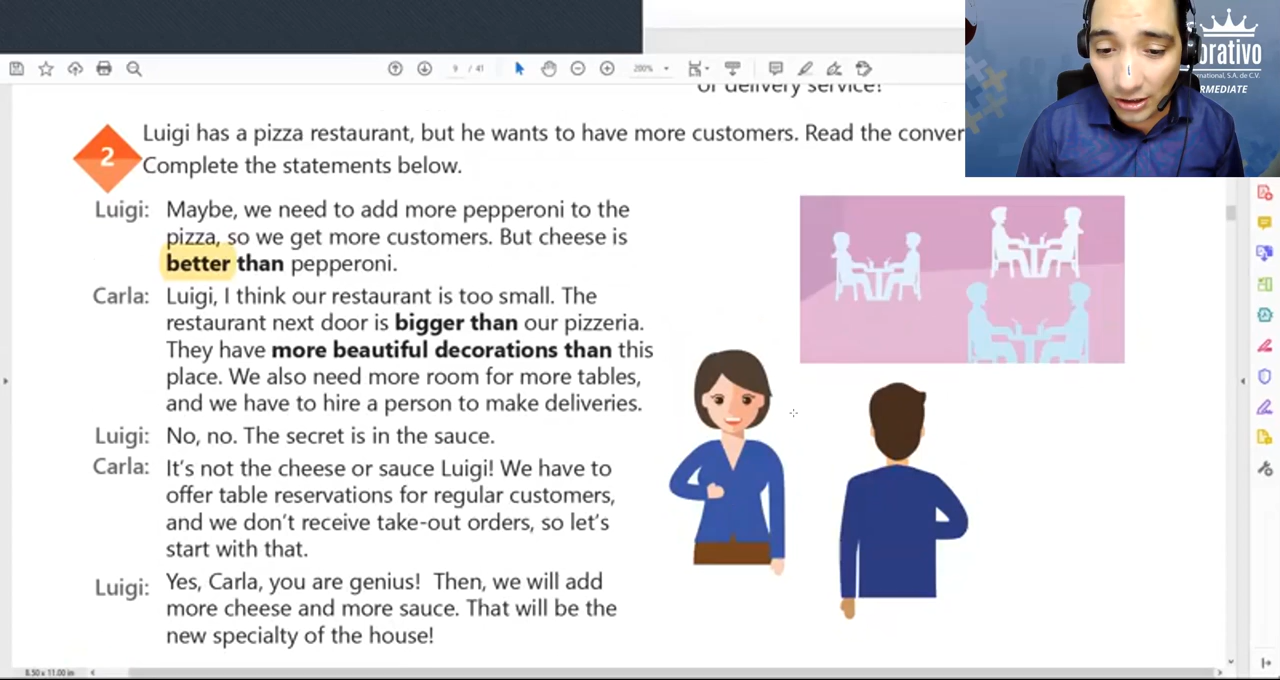 9 / 41
200%
or delivery service!
Luigi has a pizza restaurant, but he wants to have more customers. Read the conver
2
Complete the statements below.
Luigi: Maybe, we need to add more pepperoni to the
pizza, so we get more customers. But cheese is
better than pepperoni.
Carla: Luigi, I think our restaurant is too small. The
restaurant next door is bigger than our pizzeria.
They have more beautiful decorations than this
place. We also need more room for more tables,
and we have to hire a person to make deliveries.
Luigi: No, no. The secret is in the sauce.
Carla: It's not the cheese or sauce Luigi! We have to
offer table reservations for regular customers,
and we don't receive take-out orders, so let's
start with that.
Luigi: Yes, Carla, you are genius! Then, we will add
more cheese and more sauce. That will be the
new specialty of the house!
8.50 x 11.00 in
orativo
rnational, S.A. de C.V.
RMEDIATE